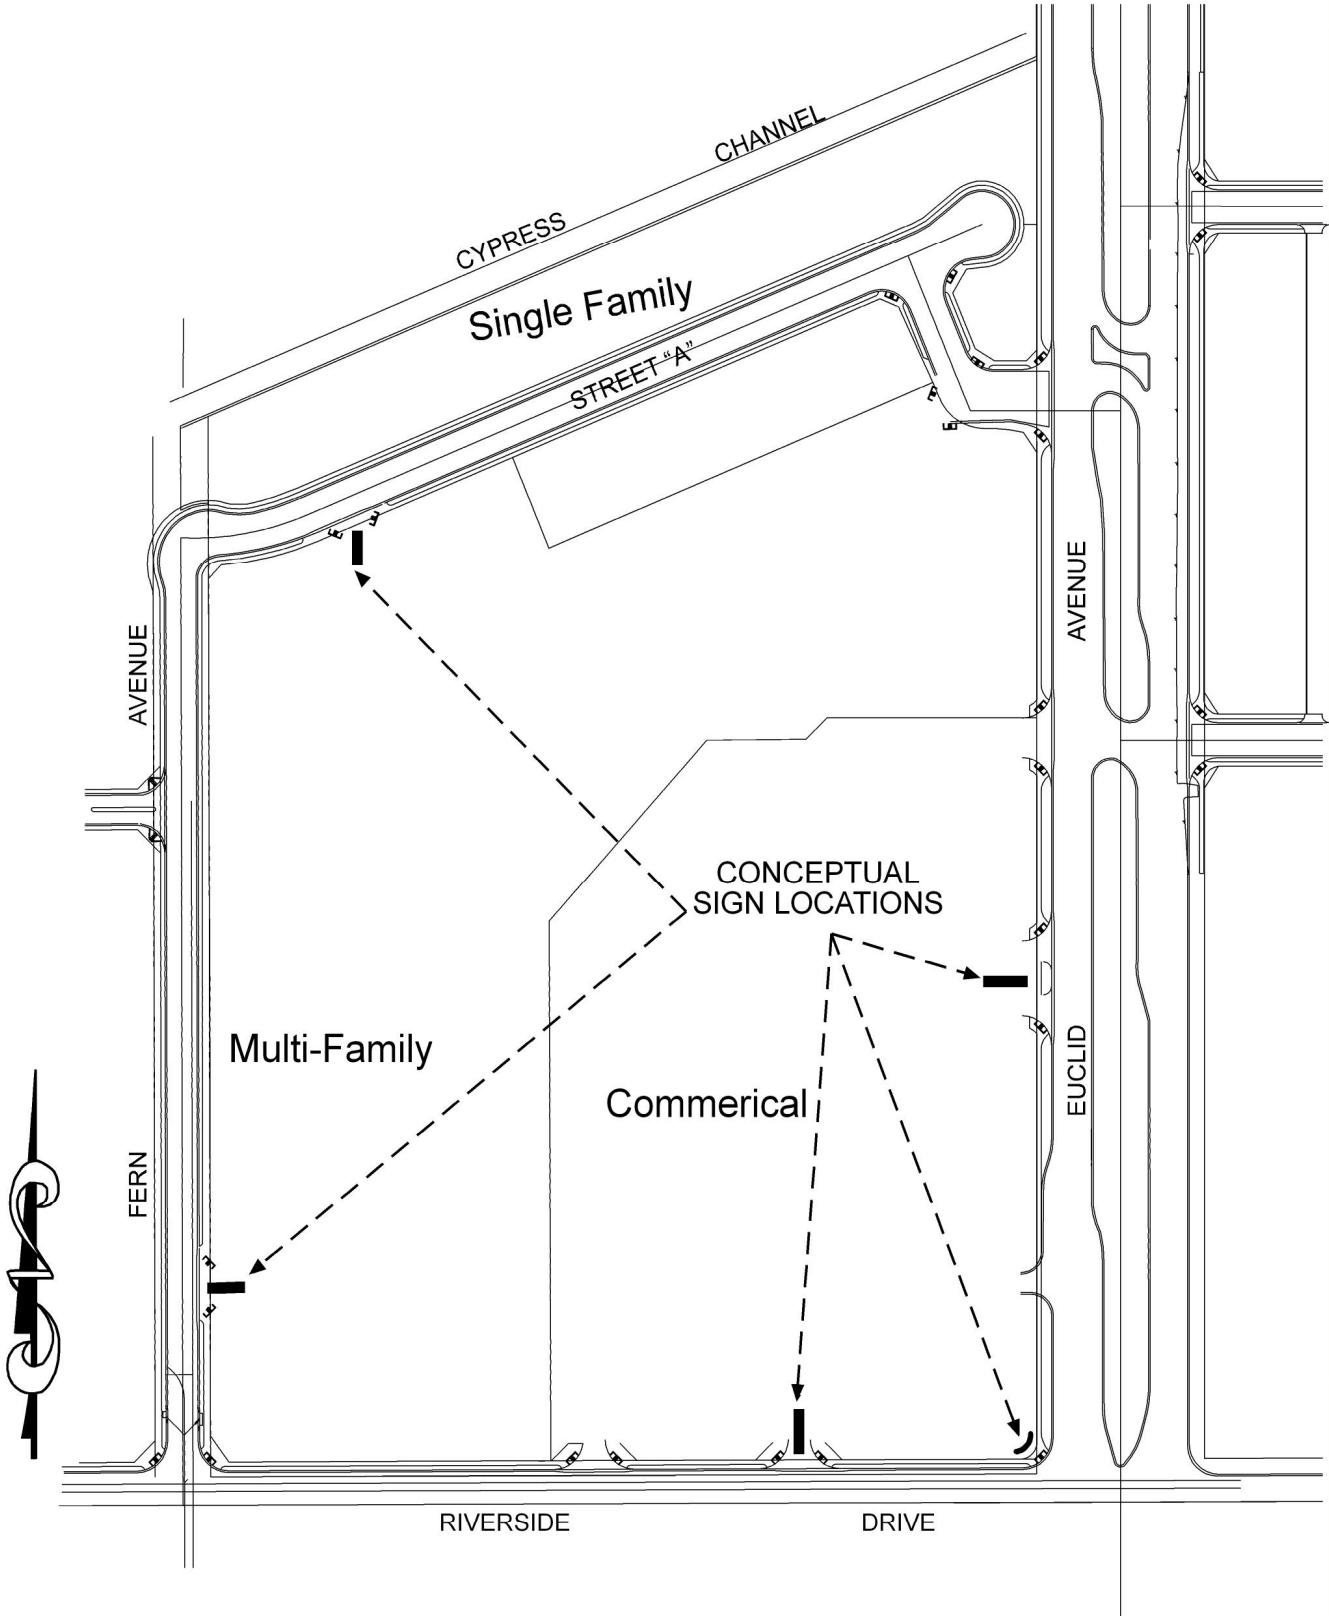 CHANNEL
CYPRESS
Single Family
STREET “A”
AVENUE
AVENUE
CONCEPTUAL
SIGN LOCATIONS
Multi-Family
EUCLID
Commerical
FERN
RIVERSIDE DRIVE